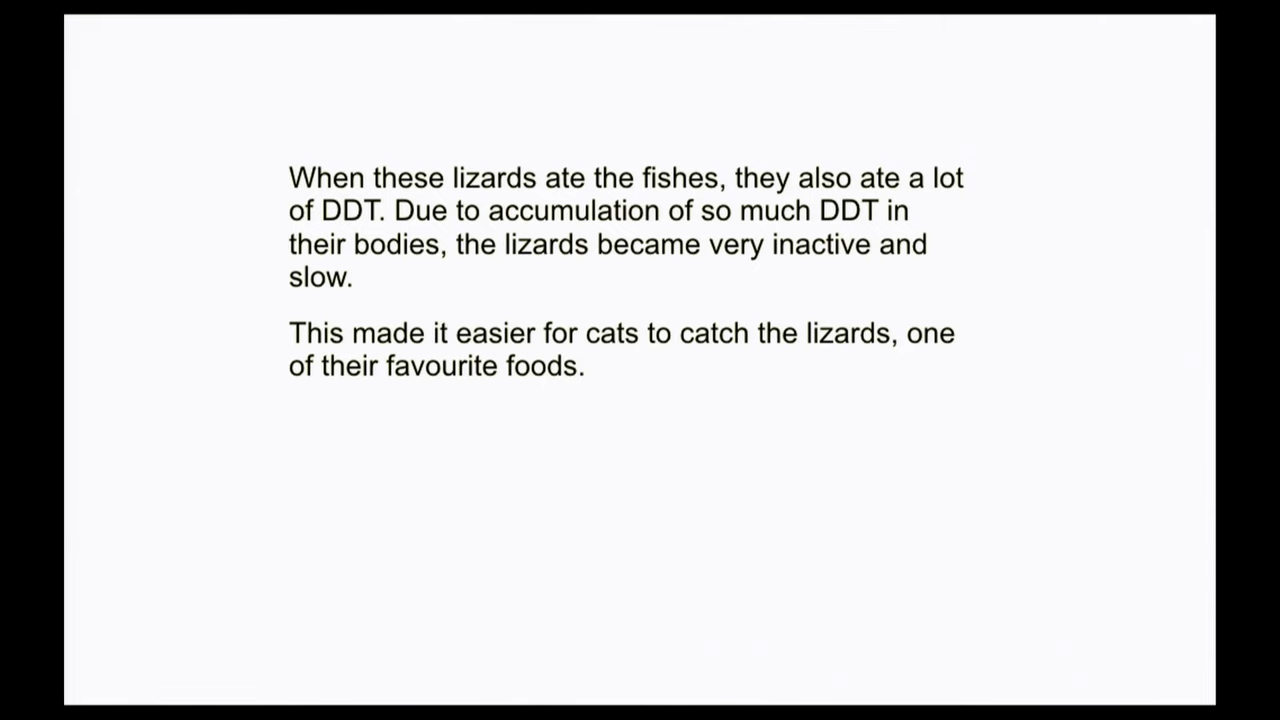 When these lizards ate the fishes, they also ate a lot
of DDT. Due to accumulation of so much DDT in
their bodies, the lizards became very inactive and
slow.
This made it easier for cats to catch the lizards, one
of their favourite foods.